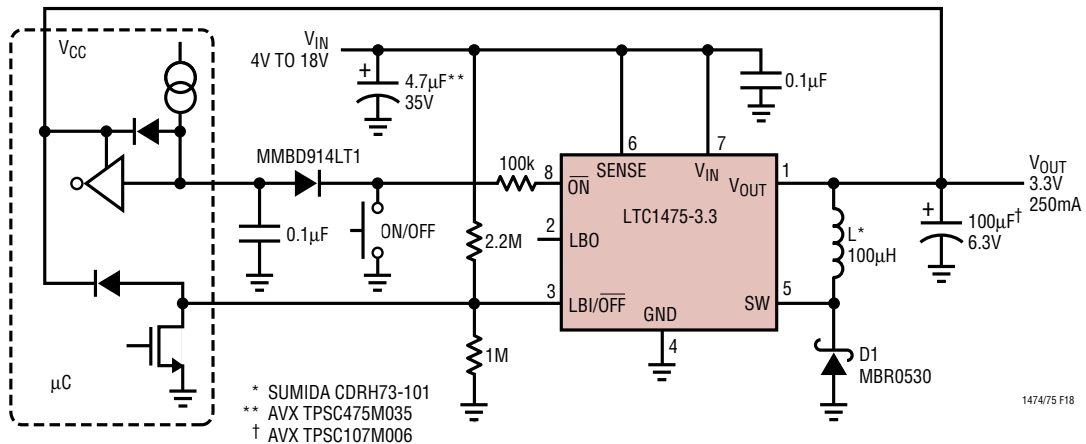 VCC
VIN
4V TO 18V
+
4.7µF**
35V
0.1µF
MMBD914LT1
100k
8
ON
6
SENSE
7
VIN
1
VOUT
LTC1475-3.3
VOUT
3.3V
250mA
0.1µF
ON/OFF
2.2M
2
LBO
L*
100µH
+
100µF†
6.3V
3
LBI/OFF
GND
4
SW
5
1M
D1
MBR0530
µC
* SUMIDA CDRH73-101
** AVX TPSC475M035
† AVX TPSC107M006
1474/75 F18